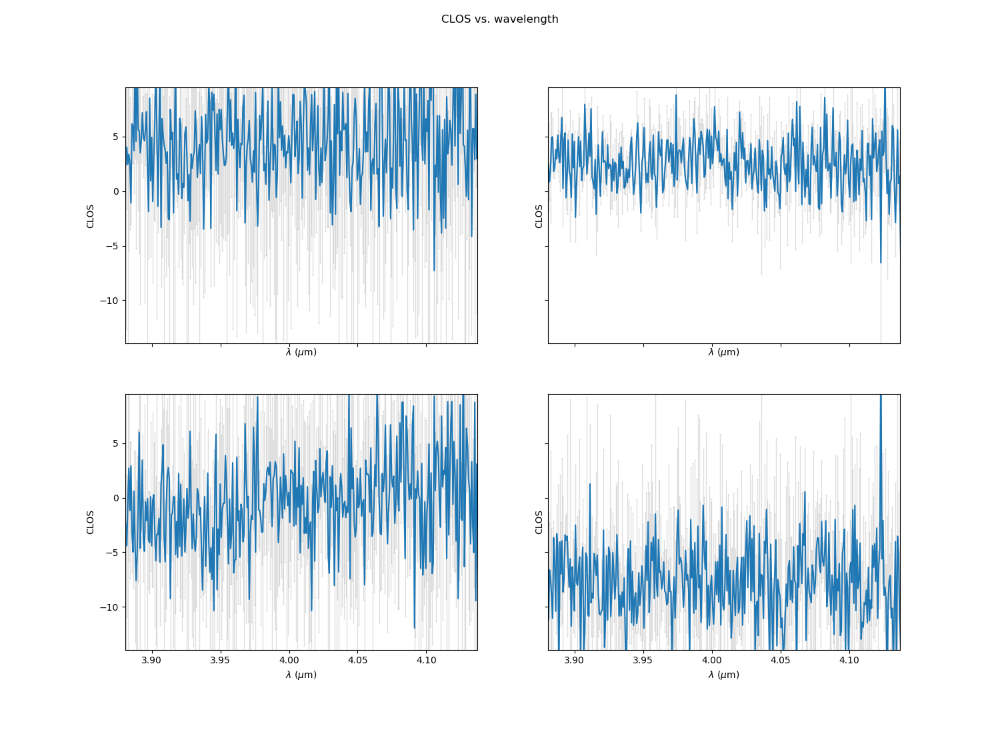 CLOS vs. wavelength
5
0
−5
−10
CLOS
λ (μm)
CLOS
λ (μm)
5
0
−5
−10
CLOS
3.90 3.95 4.00 4.05 4.10
λ (μm)
CLOS
3.90 3.95 4.00 4.05 4.10
λ (μm)